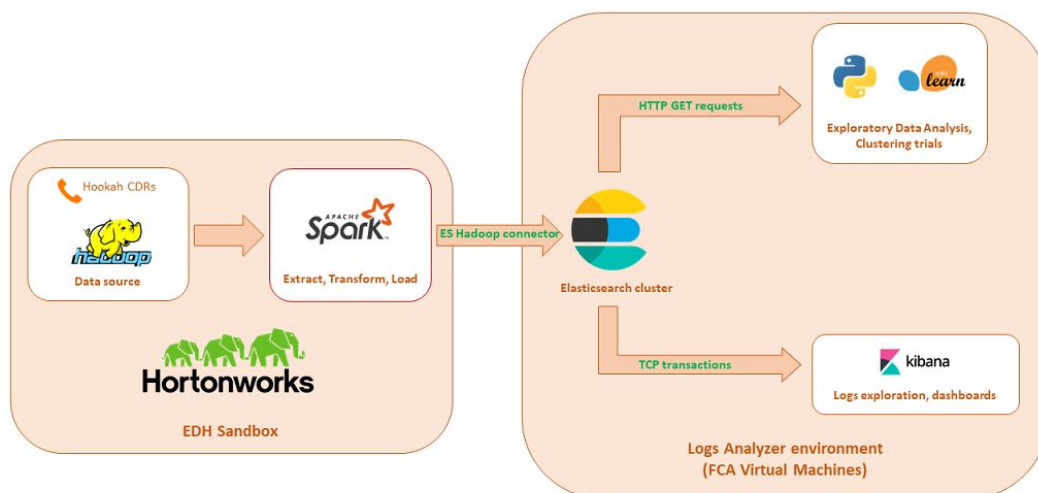 Hookah CDRs
hadoop
Data source
APACHE
Spark
Extract, Transform, Load
Hortonworks
EDH Sandbox
ES Hadoop connector
Elasticsearch cluster
HTTP GET requests
learn
Exploratory Data Analysis,
Clustering trials
TCP transactions
kibana
Logs exploration, dashboards
Logs Analyzer environment
(FCA Virtual Machines)